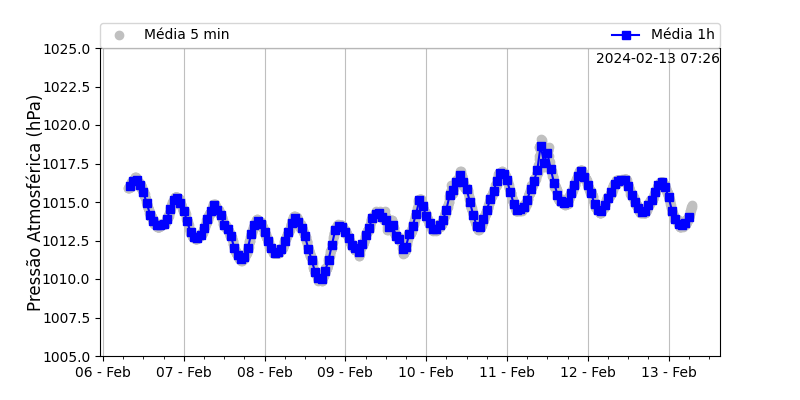 Média 5 min
Média 1h
2024-02-13 07:26
Pressão Atmosférica (hPa)
1025.0
1022.5
1020.0
1017.5
1015.0
1012.5
1010.0
1007.5
1005.0
06 - Feb
07 - Feb
08 - Feb
09 - Feb
10 - Feb
11 - Feb
12 - Feb
13 - Feb